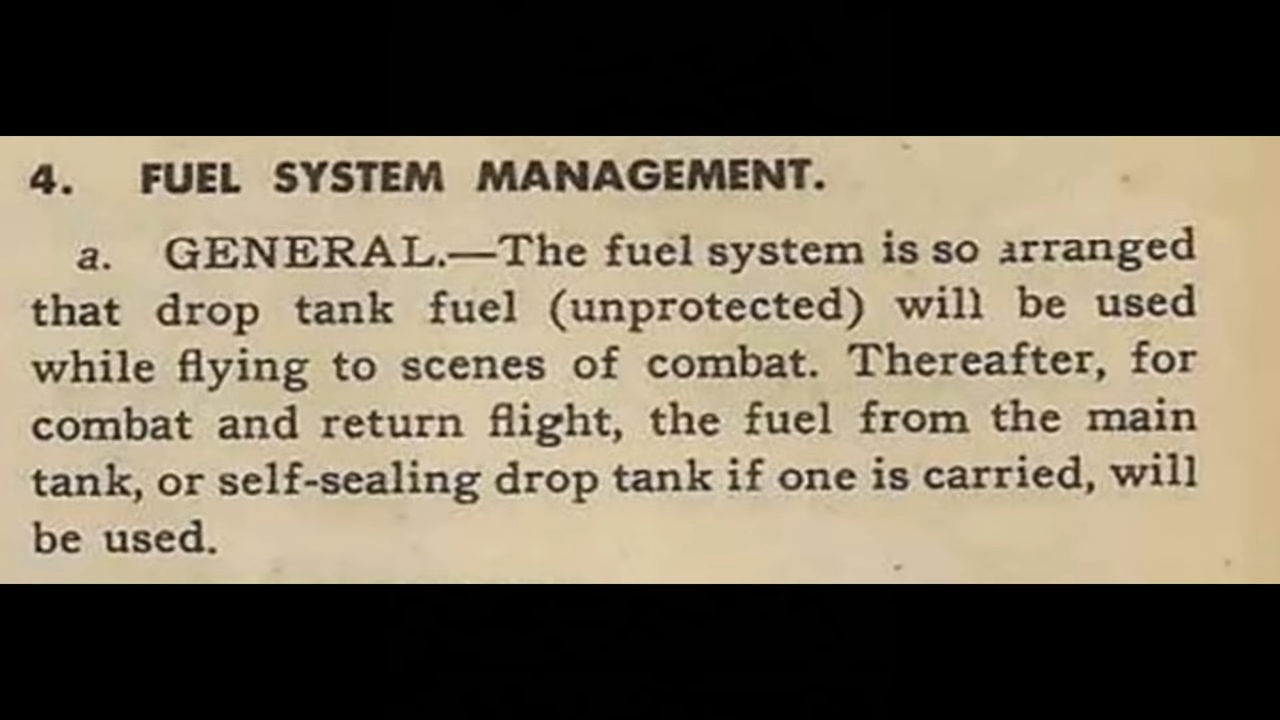 4. FUEL SYSTEM MANAGEMENT.
a. GENERAL.—The fuel system is so arranged
that drop tank fuel (unprotected) will be used
while flying to scenes of combat. Thereafter, for
combat and return flight, the fuel from the main
tank, or self-sealing drop tank if one is carried, will
be used.